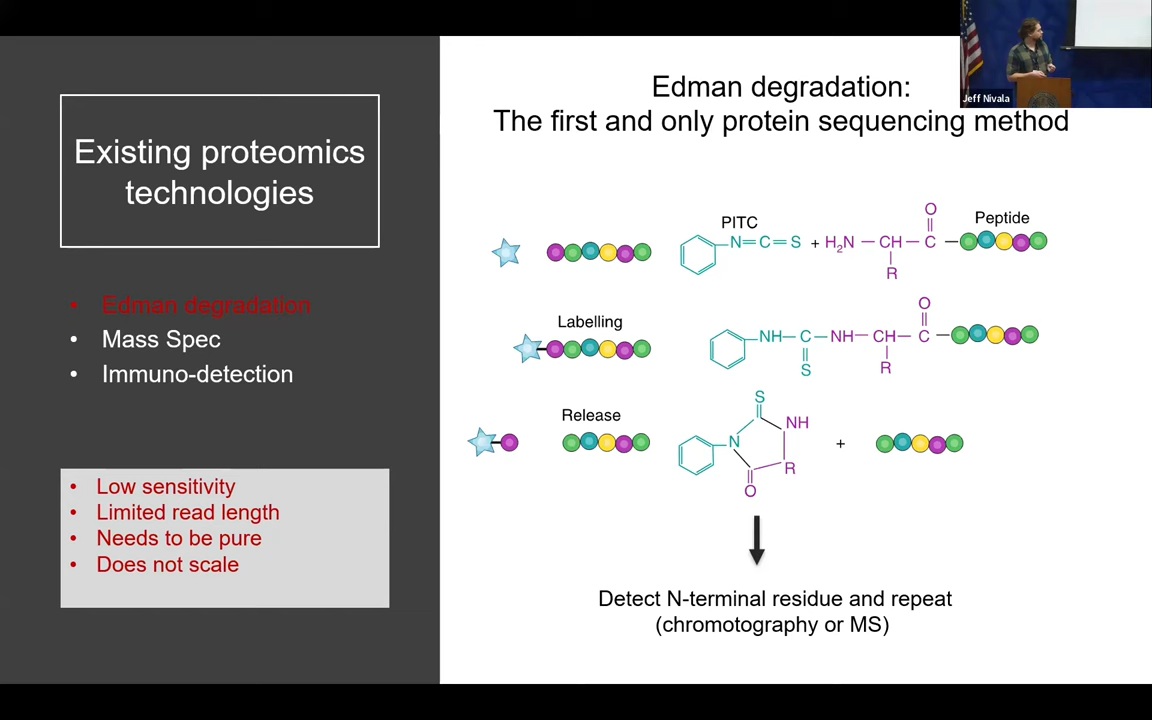 Existing proteomics
technologies
• Edman degradation
• Mass Spec
• Immuno-detection
• Low sensitivity
• Limited read length
• Needs to be pure
• Does not scale
Edman degradation:
The first and only protein sequencing method
PITC
Peptide
N=C=S + H₂N—CH—C—
O
R
Labelling
NH—C—NH—CH—C—
O
S
R
Release
S
NH
N
R
O
+
Detect N-terminal residue and repeat
(chromotography or MS)
Jeff Nivala